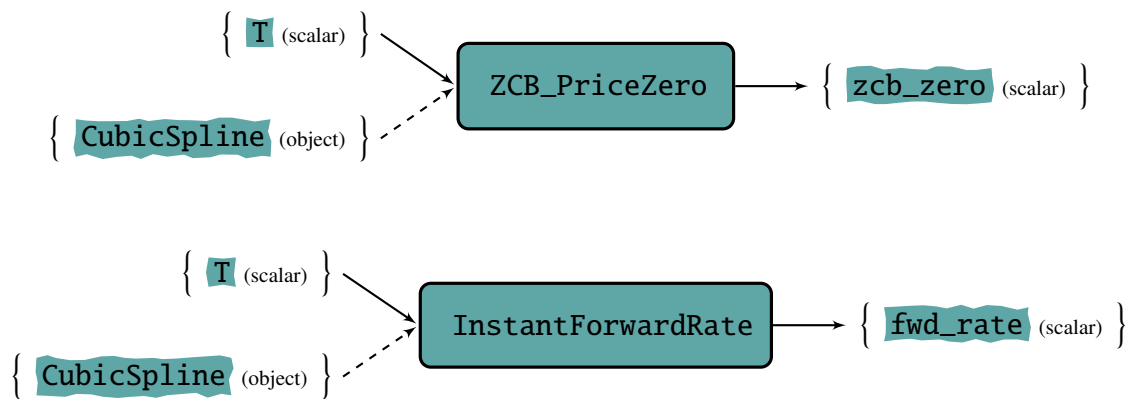 { T (scalar) }
ZCB_PriceZero
{ zcb_zero (scalar) }
{ CubicSpline (object) }
{ T (scalar) }
InstantForwardRate
{ fwd_rate (scalar) }
{ CubicSpline (object) }